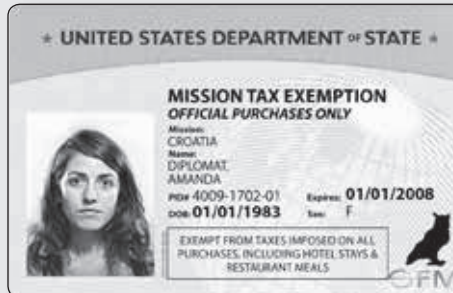 ★ UNITED STATES DEPARTMENT OF STATE ★
MISSION TAX EXEMPTION
OFFICIAL PURCHASES ONLY
Mission:
CROATIA
Name:
DIPLOMAT,
AMANDA
PID# 4009-1702-01 Expires: 01/01/2008
DOB: 01/01/1983 Sex: F
EXEMPT FROM TAXES IMPOSED ON ALL
PURCHASES, INCLUDING HOTEL STAYS &
RESTAURANT MEALS
OFM